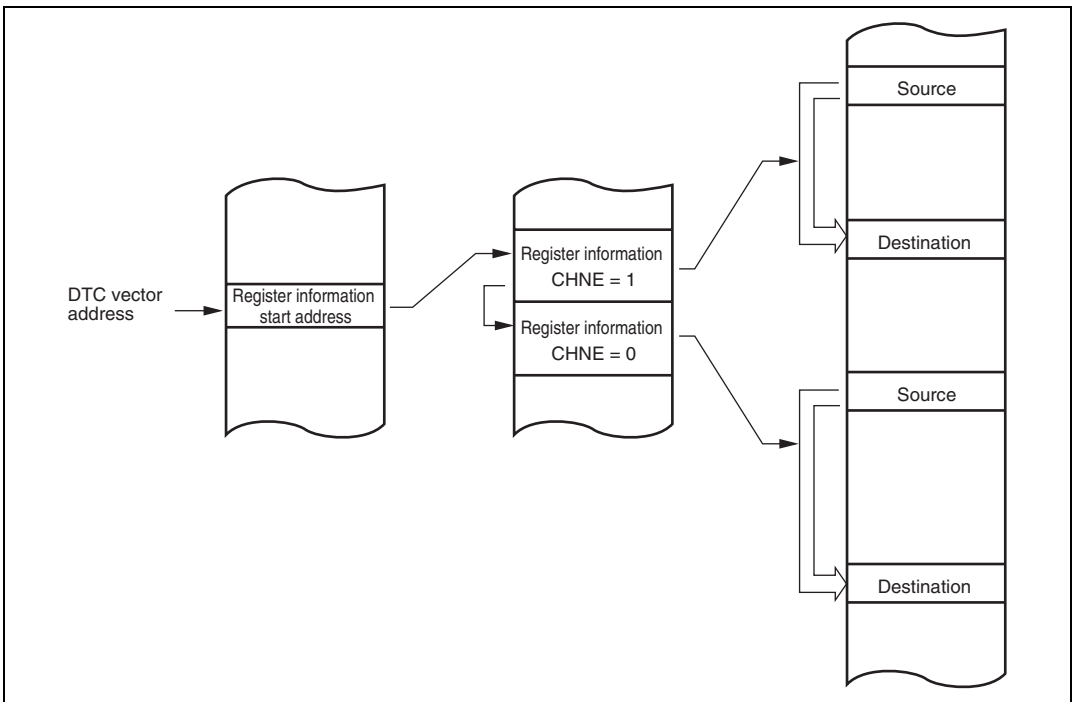 DTC vector
address
Register information
start address
Register information
CHNE = 1
Register information
CHNE = 0
Source
Destination
Source
Destination